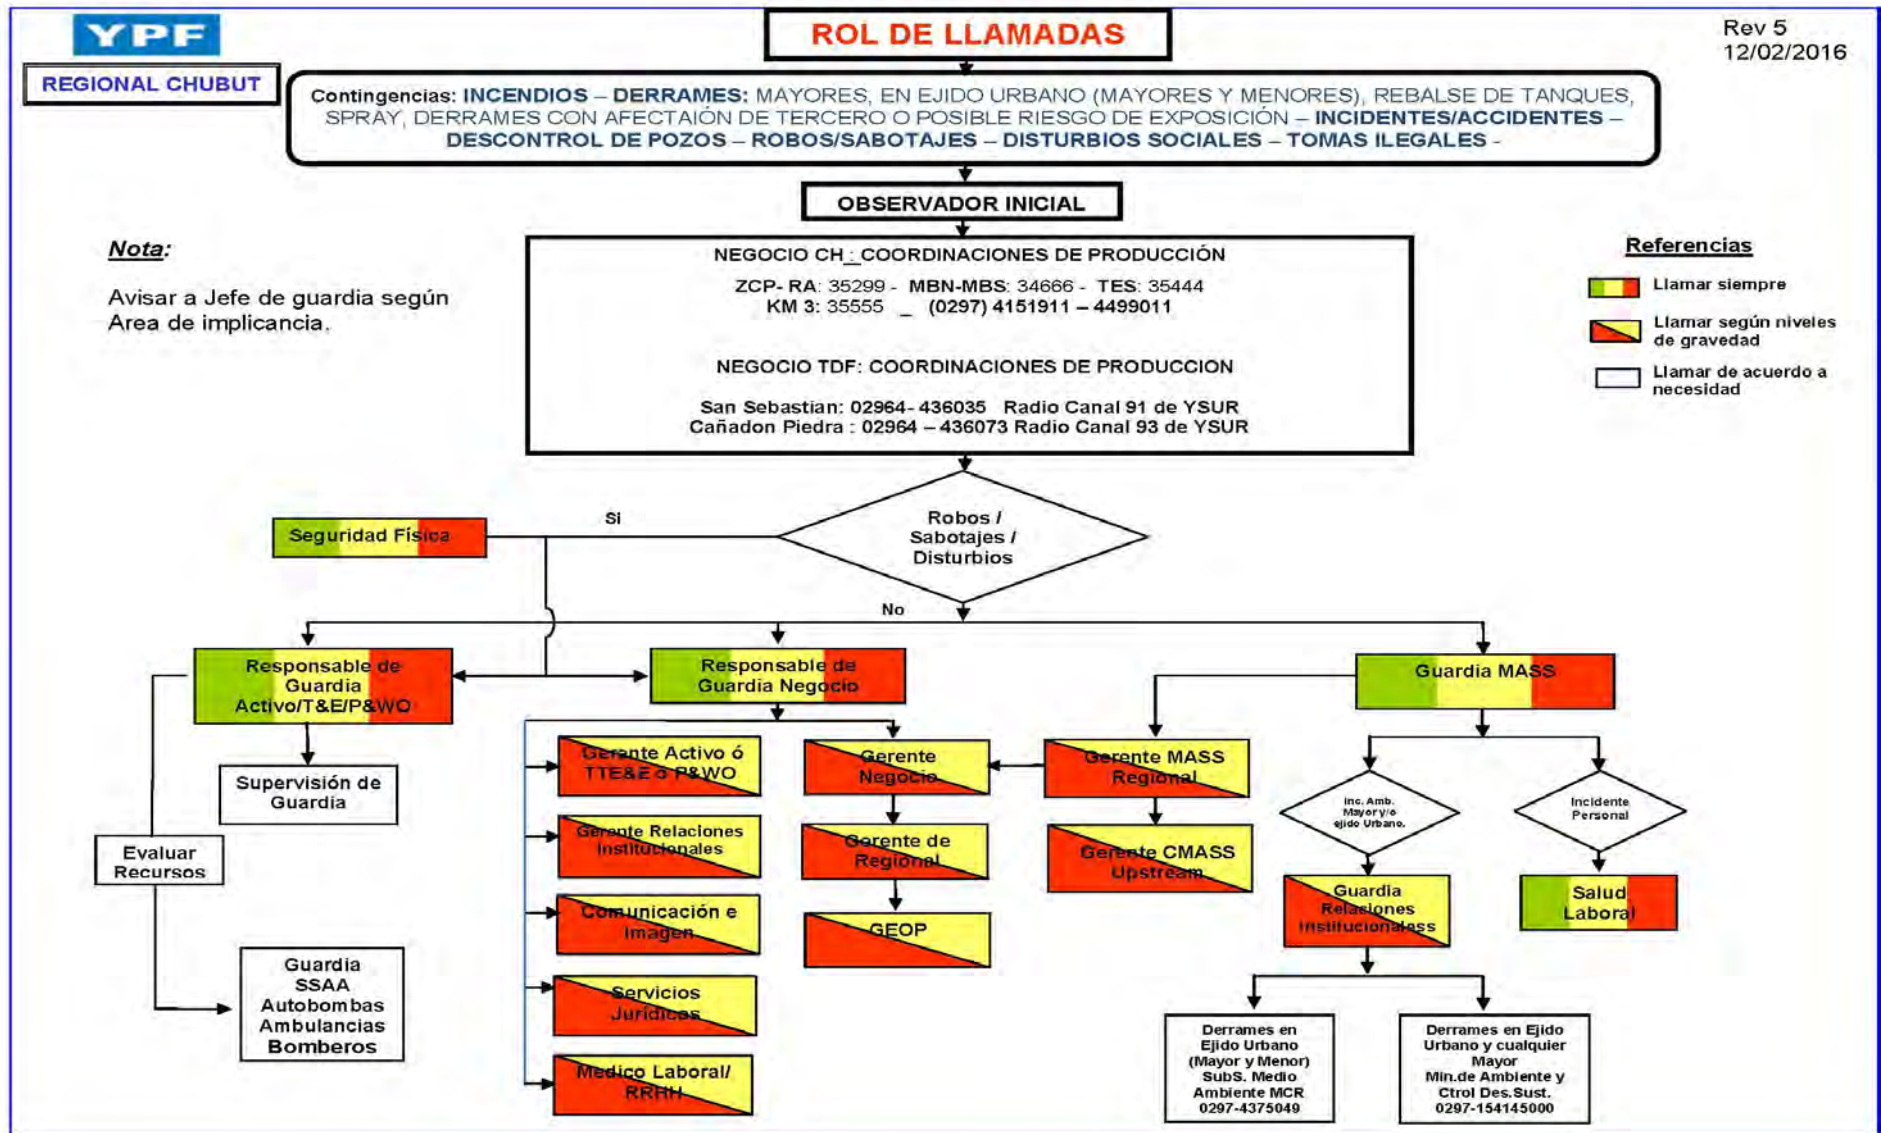 YPF
REGIONAL CHUBUT
ROL DE LLAMADAS
Rev 5
12/02/2016
Contingencias: INCENDIOS – DERRAMES: MAYORES, EN EJIDO URBANO (MAYORES Y MENORES), REBALSE DE TANQUES,
SPRAY, DERRAMES CON AFECTAIÓN DE TERCERO O POSIBLE RIESGO DE EXPOSICIÓN – INCIDENTES/ACCIDENTES –
DESCONTROL DE POZOS – ROBOS/SABOTAJES – DISTURBIOS SOCIALES – TOMAS ILEGALES -
OBSERVADOR INICIAL
Nota:
Avisar a Jefe de guardia según
Area de implicancia.
NEGOCIO CH : COORDINACIONES DE PRODUCCIÓN
ZCP- RA: 35299 - MBN-MBS: 34666 - TES: 35444
KM 3: 35555 _ (0297) 4151911 – 4499011
NEGOCIO TDF: COORDINACIONES DE PRODUCCION
San Sebastian: 02964- 436035 Radio Canal 91 de YSUR
Cañadon Piedra : 02964 – 436073 Radio Canal 93 de YSUR
Referencias
Llamar siempre
Llamar según niveles
de gravedad
Llamar de acuerdo a
necesidad
Seguridad Física
Si
Robos /
Sabotajes /
Disturbios
No
Responsable de
Guardia
Activo/T&E/P&WO
Responsable de
Guardia Negocio
Guardia MASS
Supervisión de
Guardia
Evaluar
Recursos
Guardia
SSAA
Autobombas
Ambulancias
Bomberos
Gerente Activo ó
TTE&E ó P&WO
Gerente Relaciones
Institucionales
Comunicación e
Imagen
Servicios
Jurídicos
Medico Laboral/
RRHH
Gerente
Negocio
Gerente de
Regional
GEOP
Gerente MASS
Regional
Gerente CMASS
Upstream
Inc. Amb.
Mayor y/o
ejido Urbano.
Incidente
Personal
Guardia
Relaciones
Institucionaless
Salud
Laboral
Derrames en
Ejido Urbano
(Mayor y Menor)
SubS. Medio
Ambiente MCR
0297-4375049
Derrames en Ejido
Urbano y cualquier
Mayor
Min.de Ambiente y
Ctrol Des.Sust.
0297-154145000